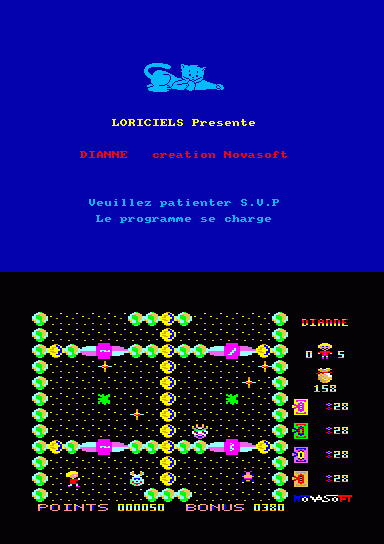 LORICIELS Presente
DIANNE creation Novasoft
Veuillez patienter S.V.P
Le programme se charge
DIANNE
0 5
158
=28
=28
=28
=28
NOVASOFT
POINTS 000050 BONUS 0380